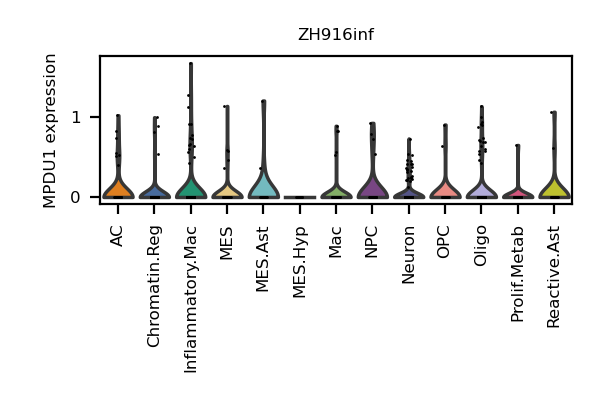 ZH916inf
MPDU1 expression
1
0
AC
Chromatin.Reg
Inflammatory.Mac
MES
MES.Ast
MES.Hyp
Mac
NPC
Neuron
OPC
Oligo
Prolif.Metab
Reactive.Ast